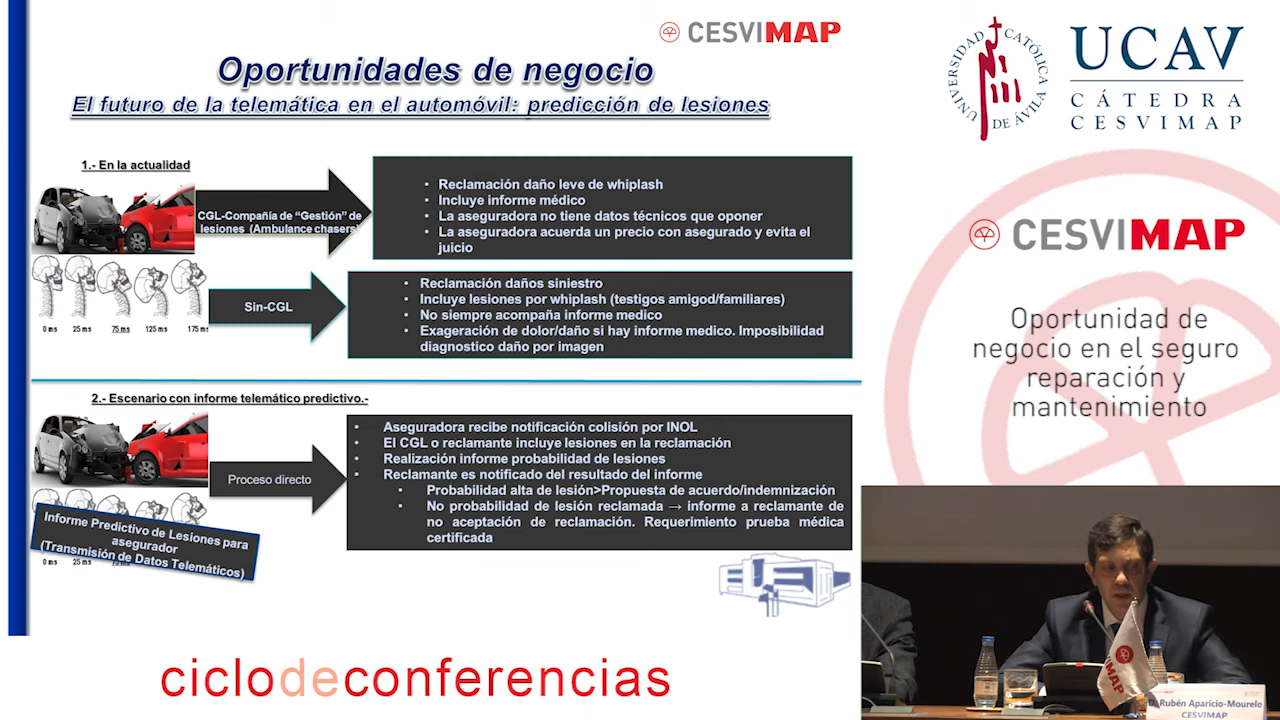 CESVIMAP
Oportunidades de negocio
El futuro de la telemática en el automóvil: predicción de lesiones
1.- En la actualidad
CGL-Compañía de “Gestión” de
lesiones (Ambulance chasers)
• Reclamación daño leve de whiplash
• Incluye informe médico
• La aseguradora no tiene datos técnicos que oponer
• La aseguradora acuerda un precio con asegurado y evita el
juicio
0 ms 25 ms 75 ms 125 ms 175 ms
Sin-CGL
• Reclamación daños siniestro
• Incluye lesiones por whiplash (testigos amigod/familiares)
• No siempre acompaña informe medico
• Exageración de dolor/daño si hay informe medico. Imposibilidad
diagnostico daño por imagen
2.- Escenario con informe telemático predictivo.-
Proceso directo
• Aseguradora recibe notificación colisión por INOL
• El CGL o reclamante incluye lesiones en la reclamación
• Realización informe probabilidad de lesiones
• Reclamante es notificado del resultado del informe
• Probabilidad alta de lesión>Propuesta de acuerdo/indemnización
• No probabilidad de lesión reclamada → informe a reclamante de
no aceptación de reclamación. Requerimiento prueba médica
certificada
Informe Predictivo de Lesiones para
asegurador
(Transmisión de Datos Telemáticos)
0 ms 25 ms
ciclodeconferencias
UNIVERSIDAD CATÓLICA
DE ÁVILA
UCAV
CÁTEDRA
CESVIMAP
CESVIMAP
Oportunidad de
negocio en el seguro
reparación y
mantenimiento
D. Rubén Aparicio-Mourelo
CESVIMAP